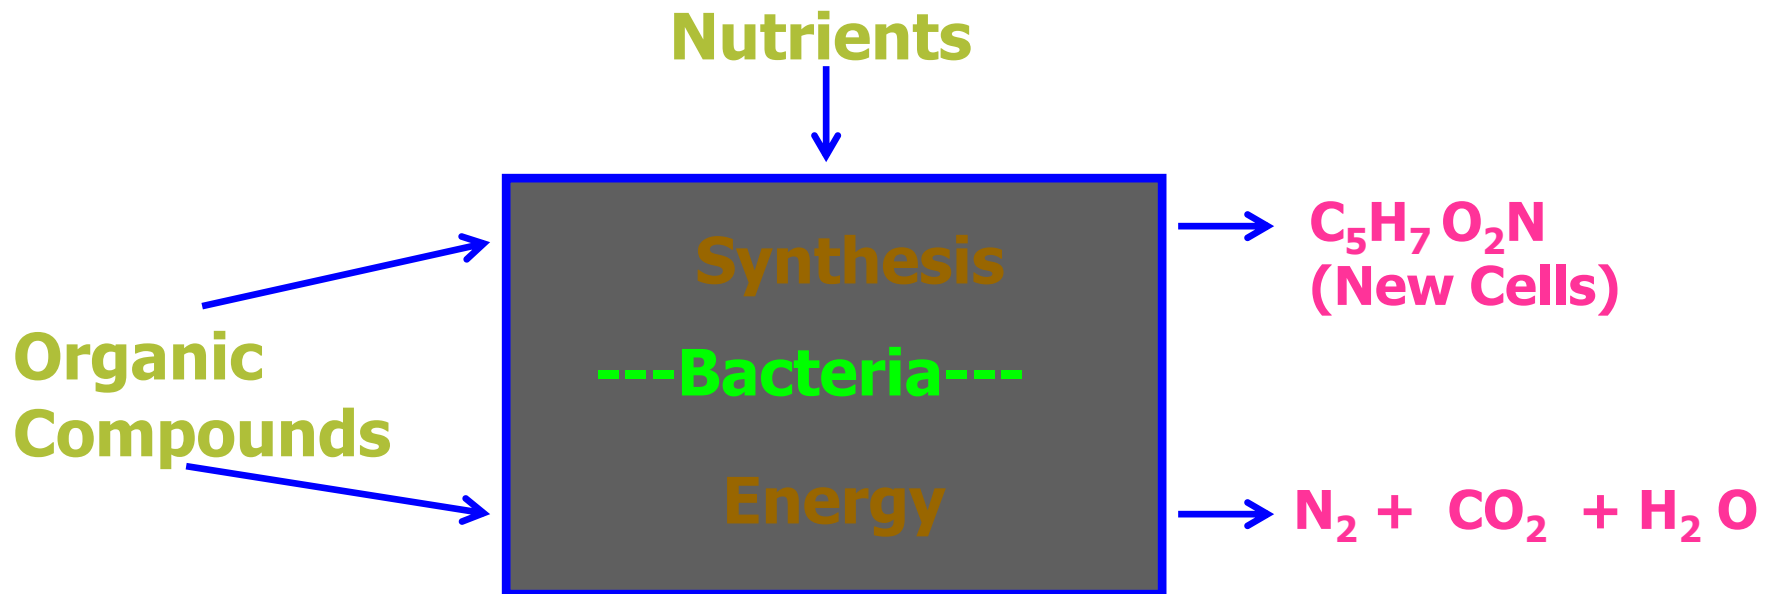 Nutrients
Synthesis
C₅H₇ O₂N
(New Cells)
Organic
Compounds
---Bacteria---
Energy
N₂ + CO₂ + H₂ O